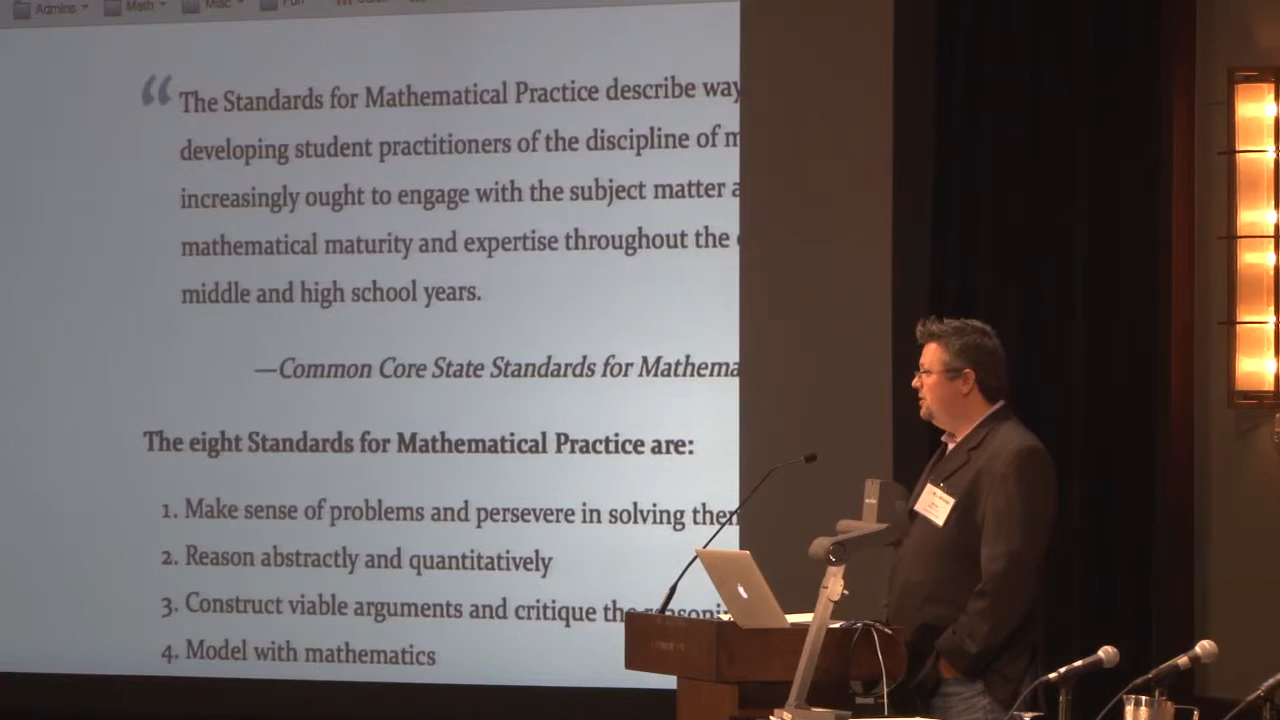 Admins Math Misc Fun
“ The Standards for Mathematical Practice describe way
developing student practitioners of the discipline of m
increasingly ought to engage with the subject matter a
mathematical maturity and expertise throughout the
middle and high school years.
—Common Core State Standards for Mathema
The eight Standards for Mathematical Practice are:
1. Make sense of problems and persevere in solving them
2. Reason abstractly and quantitatively
3. Construct viable arguments and critique the reasoni
4. Model with mathematics